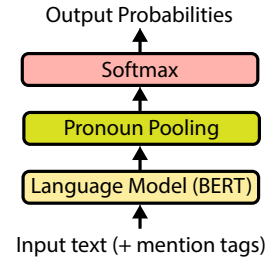 Output Probabilities
Softmax
Pronoun Pooling
Language Model (BERT)
Input text (+ mention tags)